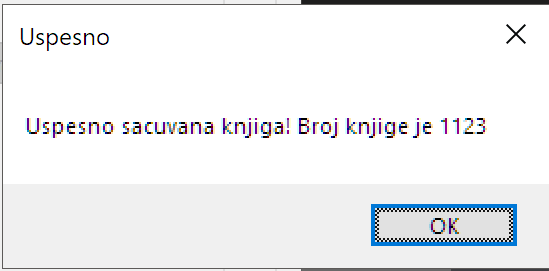 Uspesno
Uspesno sacuvana knjiga! Broj knjige je 1123
OK